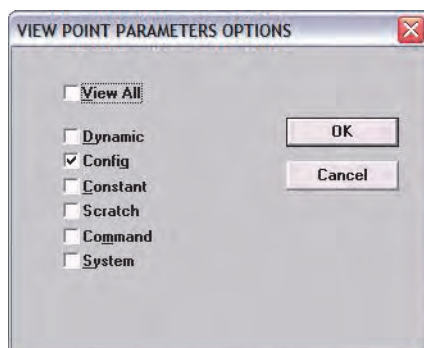 VIEW POINT PARAMETERS OPTIONS
View All
Dynamic
Config
Constant
Scratch
Command
System
OK
Cancel